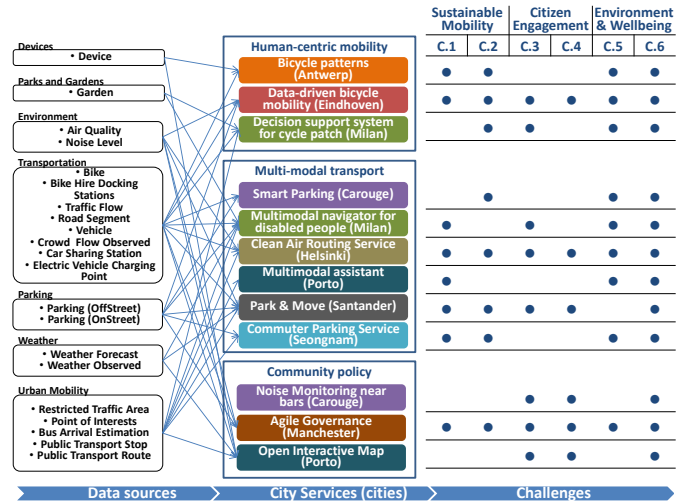 Sustainable
Mobility
Citizen
Engagement
Environment
& Wellbeing
C.1
C.2
C.3
C.4
C.5
C.6
Devices
• Device
Parks and Gardens
• Garden
Environment
• Air Quality
• Noise Level
Transportation
• Bike
• Bike Hire Docking
Stations
• Traffic Flow
• Road Segment
• Vehicle
• Crowd Flow Observed
• Car Sharing Station
• Electric Vehicle Charging
Point
Parking
• Parking (OffStreet)
• Parking (OnStreet)
Weather
• Weather Forecast
• Weather Observed
Urban Mobility
• Restricted Traffic Area
• Point of Interests
• Bus Arrival Estimation
• Public Transport Stop
• Public Transport Route
Human-centric mobility
Bicycle patterns
(Antwerp)
Data-driven bicycle
mobility (Eindhoven)
Decision support system
for cycle patch (Milan)
Multi-modal transport
Smart Parking (Carouge)
Multimodal navigator for
disabled people (Milan)
Clean Air Routing Service
(Helsinki)
Multimodal assistant
(Porto)
Park & Move (Santander)
Commuter Parking Service
(Seongnam)
Community policy
Noise Monitoring near
bars (Carouge)
Agile Governance
(Manchester)
Open Interactive Map
(Porto)
Data sources
City Services (cities)
Challenges